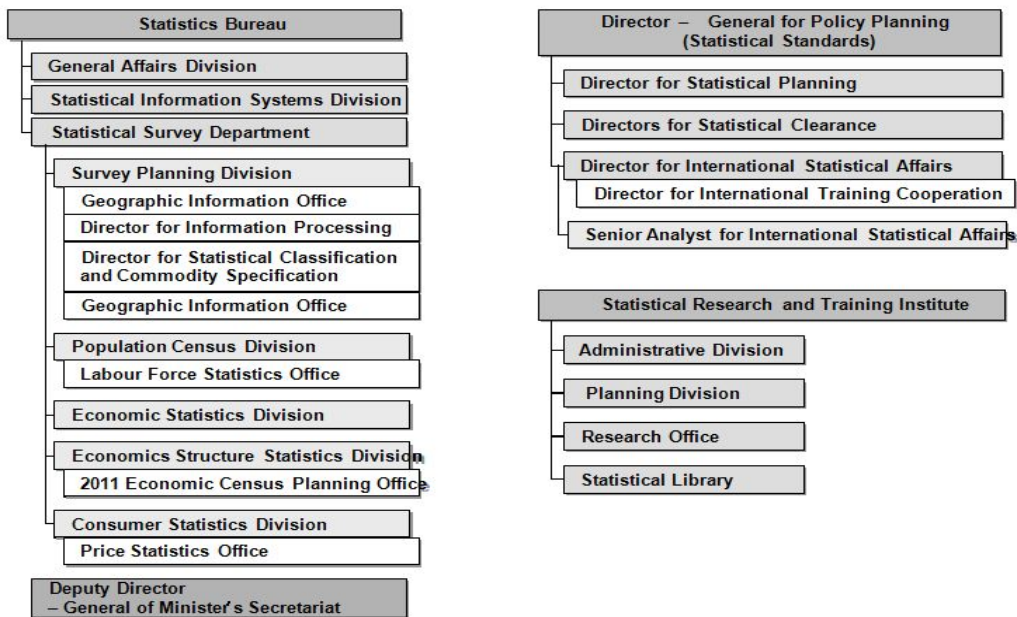 Statistics Bureau
General Affairs Division
Statistical Information Systems Division
Statistical Survey Department
Survey Planning Division
Geographic Information Office
Director for Information Processing
Director for Statistical Classification
and Commodity Specification
Geographic Information Office
Population Census Division
Labour Force Statistics Office
Economic Statistics Division
Economics Structure Statistics Division
2011 Economic Census Planning Office
Consumer Statistics Division
Price Statistics Office
Deputy Director
– General of Minister's Secretariat
Director – General for Policy Planning
(Statistical Standards)
Director for Statistical Planning
Directors for Statistical Clearance
Director for International Statistical Affairs
Director for International Training Cooperation
Senior Analyst for International Statistical Affairs
Statistical Research and Training Institute
Administrative Division
Planning Division
Research Office
Statistical Library